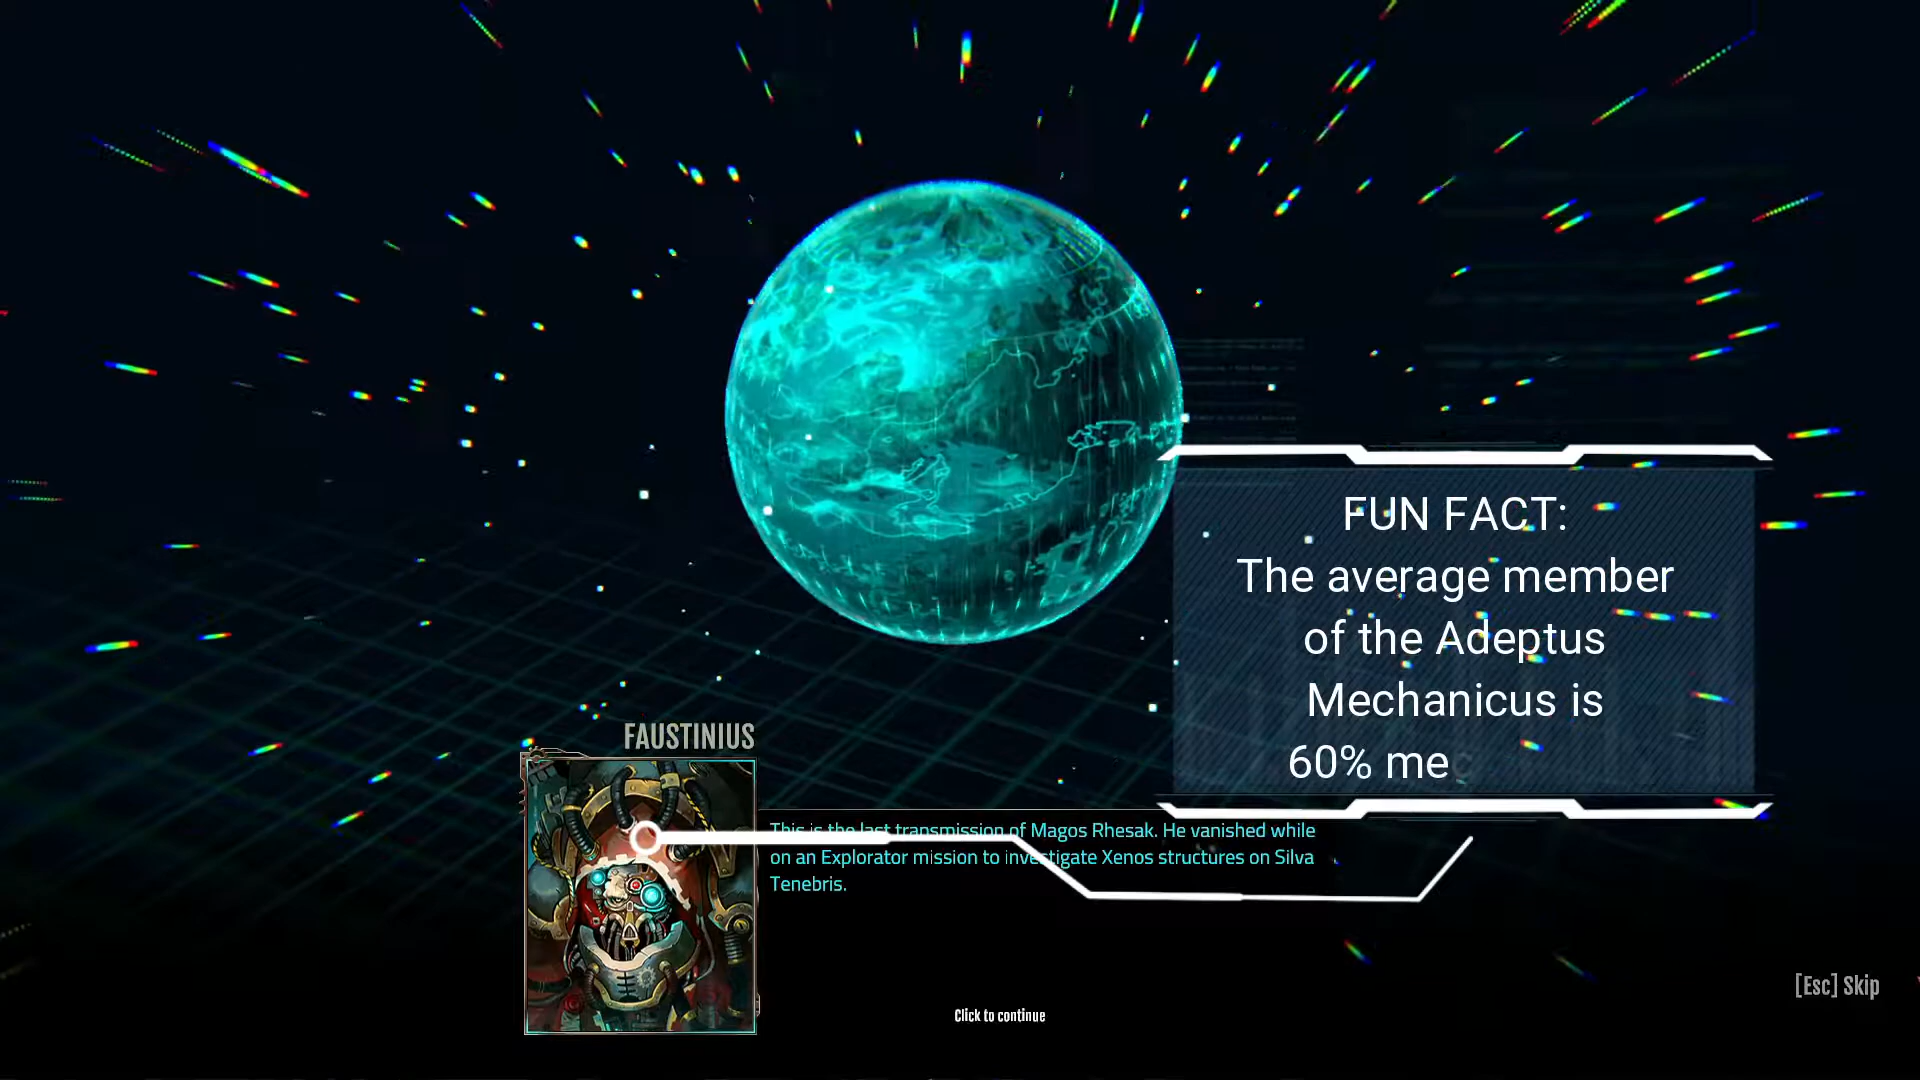 FUN FACT:
The average member
of the Adeptus
Mechanicus is
60% me
FAUSTINIUS
This is the last transmission of Magos Rhesak. He vanished while
on an Explorator mission to investigate Xenos structures on Silva
Tenebris.
[Esc] Skip
Click to continue